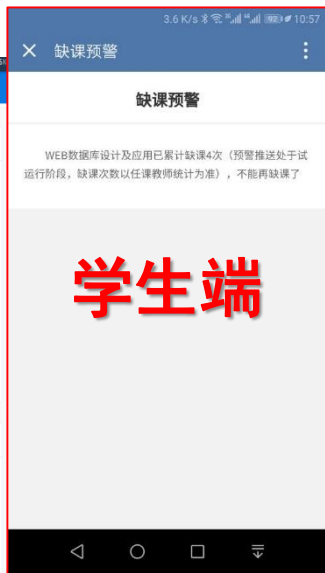 3.6 K/s 10:57
缺课预警
缺课预警
WEB数据库设计及应用已累计缺课4次（预警推送处于试
运行阶段，缺课次数以任课教师统计为准），不能再缺课了
学生端